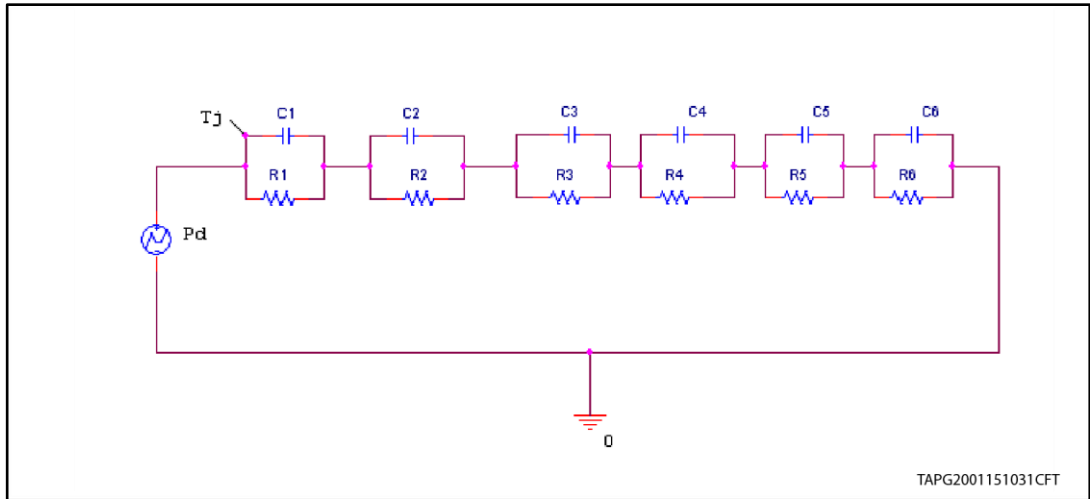 Tj
C1
C2
C3
C4
C5
C6
R1
R2
R3
R4
R5
R6
Pd
0
TAPG2001151031CFT